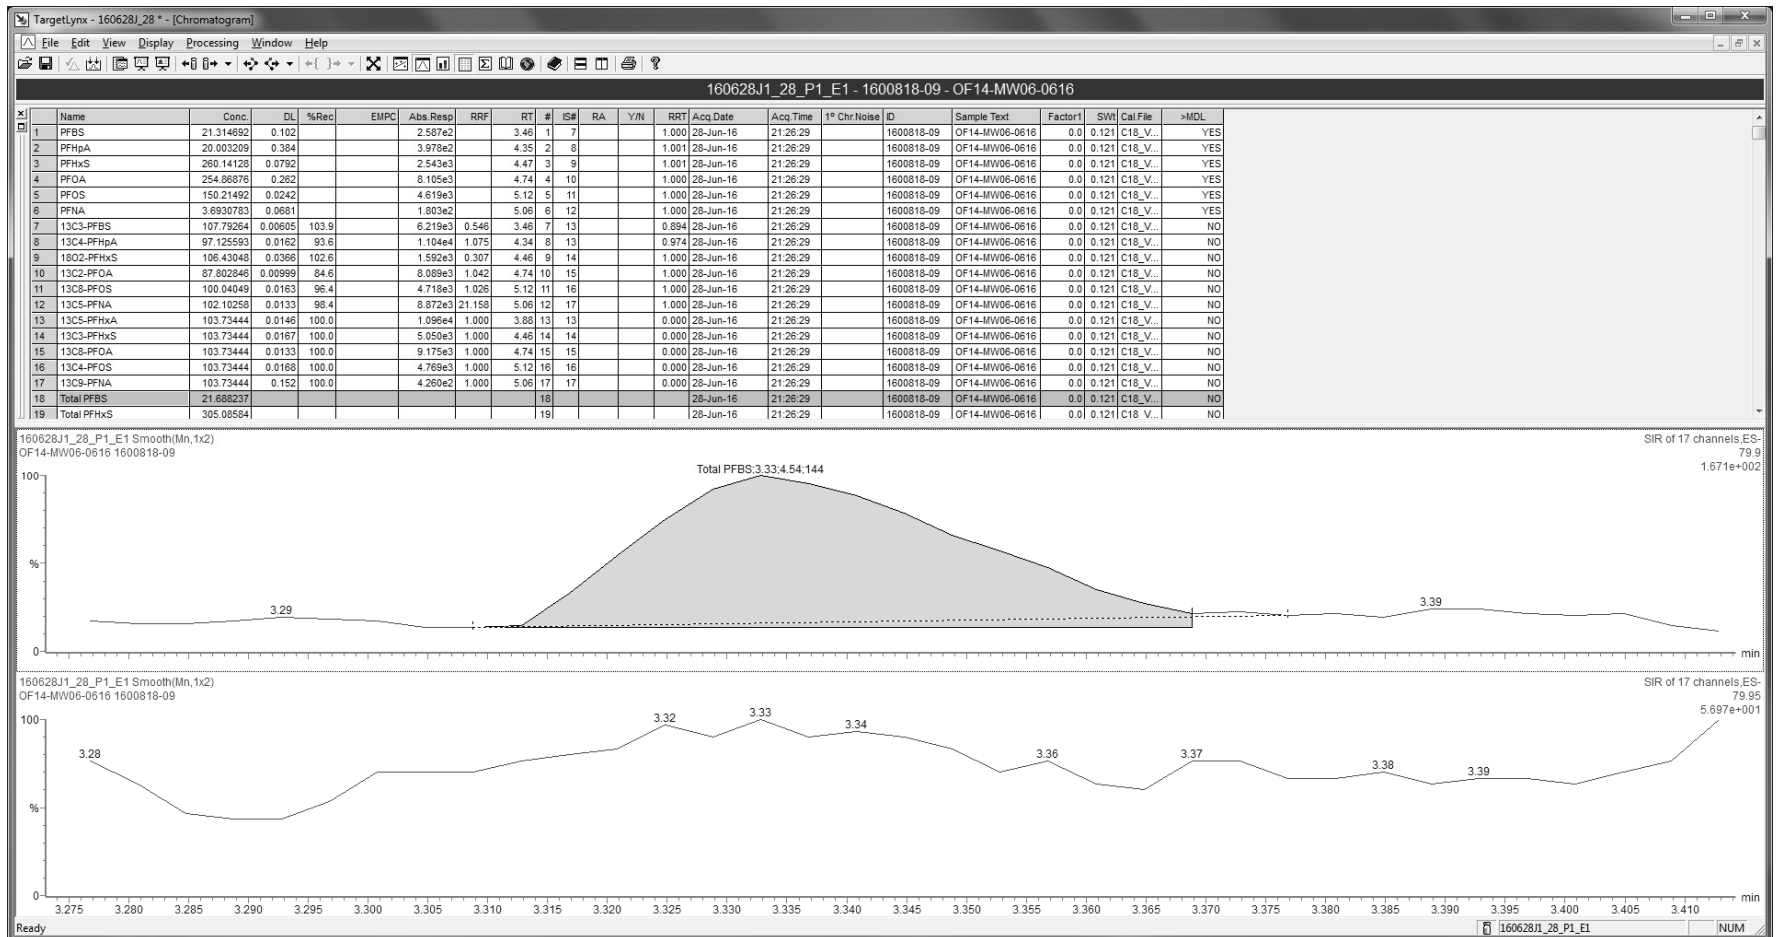 TargetLynx - 160628J_28 * - [Chromatogram]
File Edit View Display Processing Window Help
160628J1_28_P1_E1 - 1600818-09 - OF14-MW06-0616
Name Conc. DL %Rec EMPC Abs.Resp RRF RT # IS# RA Y/N RRT Acq.Date Acq.Time 1º Chr.Noise ID Sample Text Factor1 SWt Cal.File >MDL
1 PFBS 21.314692 0.102 2.587e2 3.46 1 7 1.000 28-Jun-16 21:26:29 1600818-09 OF14-MW06-0616 0.0 0.121 C18_V... YES
2 PFHpA 20.003209 0.384 3.978e2 4.35 2 8 1.001 28-Jun-16 21:26:29 1600818-09 OF14-MW06-0616 0.0 0.121 C18_V... YES
3 PFHxS 260.14128 0.0792 2.543e3 4.47 3 9 1.001 28-Jun-16 21:26:29 1600818-09 OF14-MW06-0616 0.0 0.121 C18_V... YES
4 PFOA 254.86876 0.262 8.105e3 4.74 4 10 1.000 28-Jun-16 21:26:29 1600818-09 OF14-MW06-0616 0.0 0.121 C18_V... YES
5 PFOS 150.21492 0.0242 4.619e3 5.12 5 11 1.000 28-Jun-16 21:26:29 1600818-09 OF14-MW06-0616 0.0 0.121 C18_V... YES
6 PFNA 3.6930783 0.0681 1.803e2 5.06 6 12 1.000 28-Jun-16 21:26:29 1600818-09 OF14-MW06-0616 0.0 0.121 C18_V... YES
7 13C3-PFBS 107.79264 0.00605 103.9 6.219e3 0.546 3.46 7 13 0.894 28-Jun-16 21:26:29 1600818-09 OF14-MW06-0616 0.0 0.121 C18_V... NO
8 13C4-PFHpA 97.125593 0.0162 93.6 1.104e4 1.075 4.34 8 13 0.974 28-Jun-16 21:26:29 1600818-09 OF14-MW06-0616 0.0 0.121 C18_V... NO
9 18O2-PFHxS 106.43048 0.0366 102.6 1.592e3 0.307 4.46 9 14 1.000 28-Jun-16 21:26:29 1600818-09 OF14-MW06-0616 0.0 0.121 C18_V... NO
10 13C2-PFOA 87.802846 0.00999 84.6 8.089e3 1.042 4.74 10 15 1.000 28-Jun-16 21:26:29 1600818-09 OF14-MW06-0616 0.0 0.121 C18_V... NO
11 13C8-PFOS 100.04049 0.0163 96.4 4.718e3 1.026 5.12 11 16 1.000 28-Jun-16 21:26:29 1600818-09 OF14-MW06-0616 0.0 0.121 C18_V... NO
12 13C5-PFNA 102.10258 0.0133 98.4 8.872e3 21.158 5.06 12 17 1.000 28-Jun-16 21:26:29 1600818-09 OF14-MW06-0616 0.0 0.121 C18_V... NO
13 13C5-PFHxA 103.73444 0.0146 100.0 1.096e4 1.000 3.88 13 13 0.000 28-Jun-16 21:26:29 1600818-09 OF14-MW06-0616 0.0 0.121 C18_V... NO
14 13C3-PFHxS 103.73444 0.0167 100.0 5.050e3 1.000 4.46 14 14 0.000 28-Jun-16 21:26:29 1600818-09 OF14-MW06-0616 0.0 0.121 C18_V... NO
15 13C8-PFOA 103.73444 0.0133 100.0 9.175e3 1.000 4.74 15 15 0.000 28-Jun-16 21:26:29 1600818-09 OF14-MW06-0616 0.0 0.121 C18_V... NO
16 13C4-PFOS 103.73444 0.0168 100.0 4.769e3 1.000 5.12 16 16 0.000 28-Jun-16 21:26:29 1600818-09 OF14-MW06-0616 0.0 0.121 C18_V... NO
17 13C9-PFNA 103.73444 0.152 100.0 4.260e2 1.000 5.06 17 17 0.000 28-Jun-16 21:26:29 1600818-09 OF14-MW06-0616 0.0 0.121 C18_V... NO
18 Total PFBS 21.688237 18 28-Jun-16 21:26:29 1600818-09 OF14-MW06-0616 0.0 0.121 C18_V... NO
19 Total PFHxS 305.08584 19 28-Jun-16 21:26:29 1600818-09 OF14-MW06-0616 0.0 0.121 C18_V... NO
160628J1_28_P1_E1 Smooth(Mn,1x2) SIR of 17 channels,ES-
OF14-MW06-0616 1600818-09 79.9
1.671e+002
Total PFBS;3.33;4.54;144
100
%
3.29 3.39
0 min
160628J1_28_P1_E1 Smooth(Mn,1x2) SIR of 17 channels,ES-
OF14-MW06-0616 1600818-09 79.95
5.697e+001
100
3.28 3.32 3.33 3.34 3.36 3.37 3.38 3.39
%
0 min
3.275 3.280 3.285 3.290 3.295 3.300 3.305 3.310 3.315 3.320 3.325 3.330 3.335 3.340 3.345 3.350 3.355 3.360 3.365 3.370 3.375 3.380 3.385 3.390 3.395 3.400 3.405 3.410
Ready 160628J1_28_P1_E1 NUM